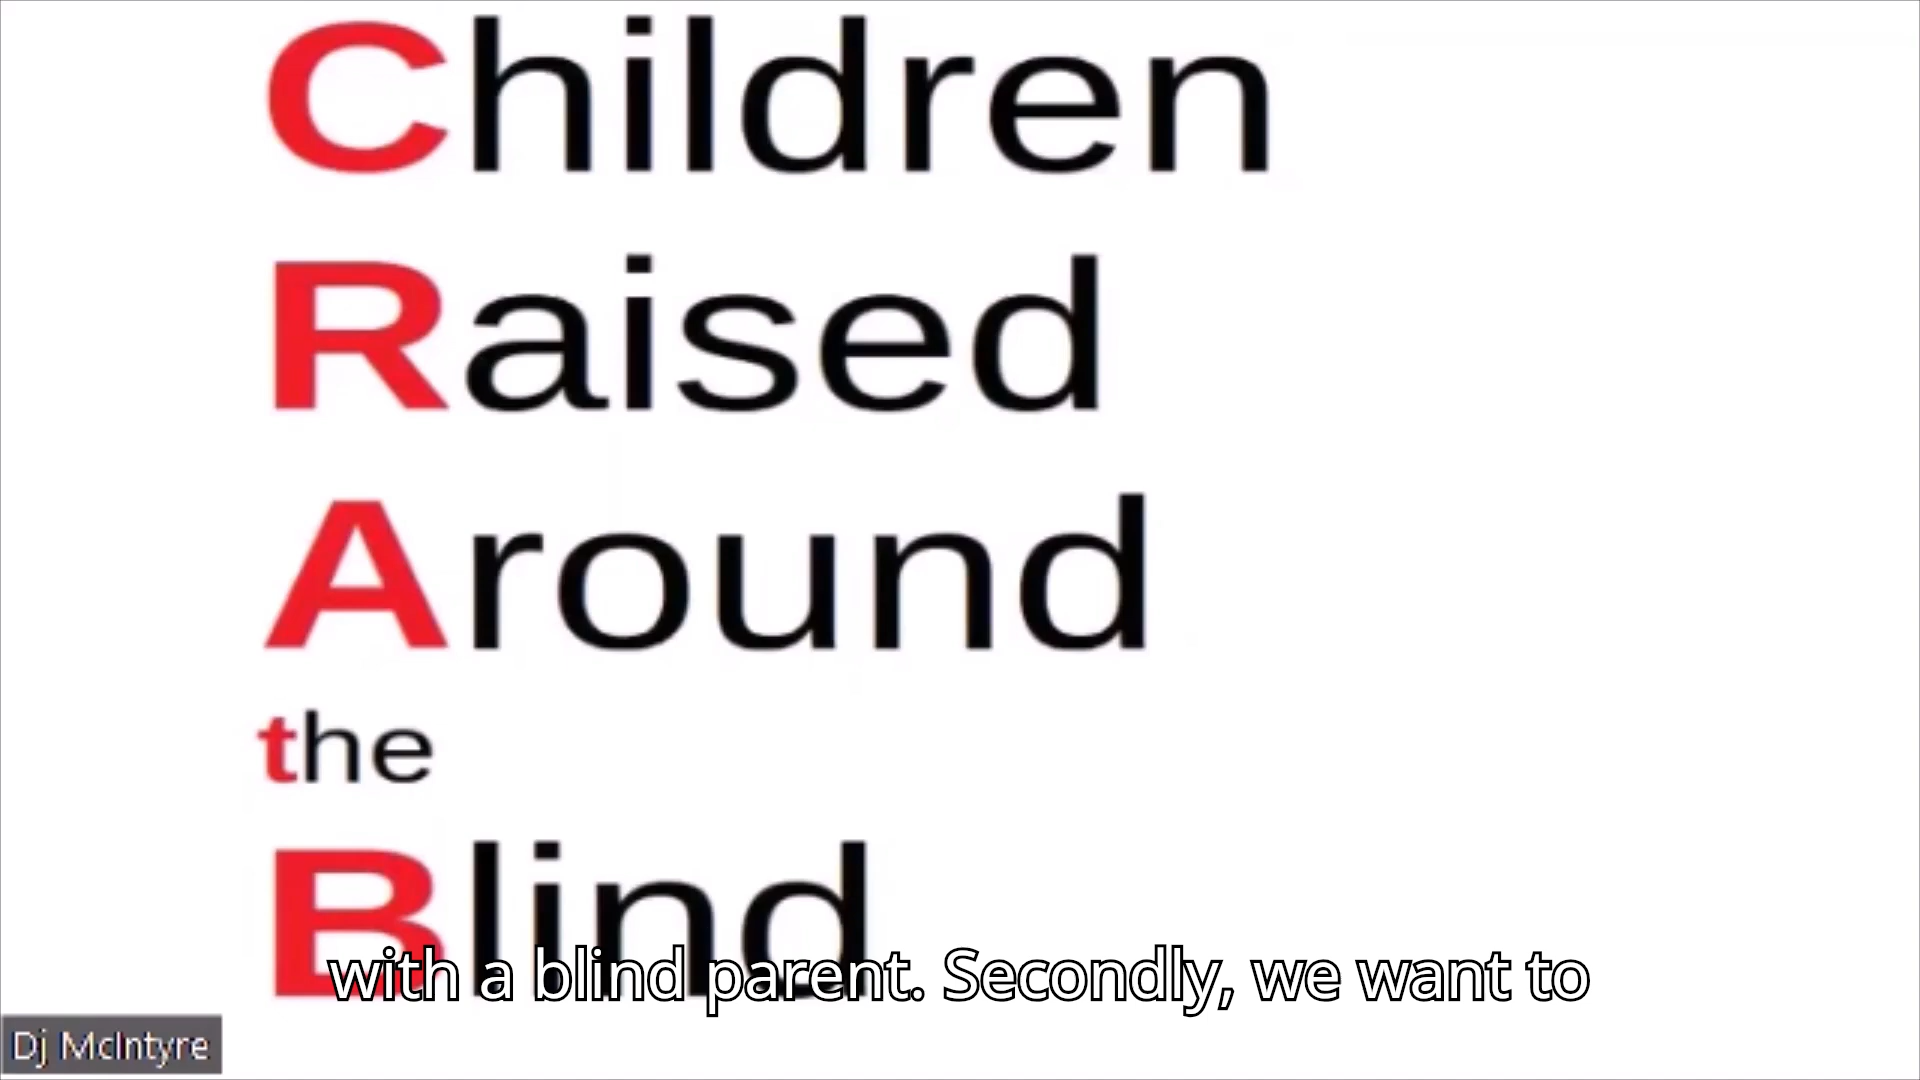 Children
Raised
Around
the
Blind
with a blind parent. Secondly, we want to
Dj McIntyre